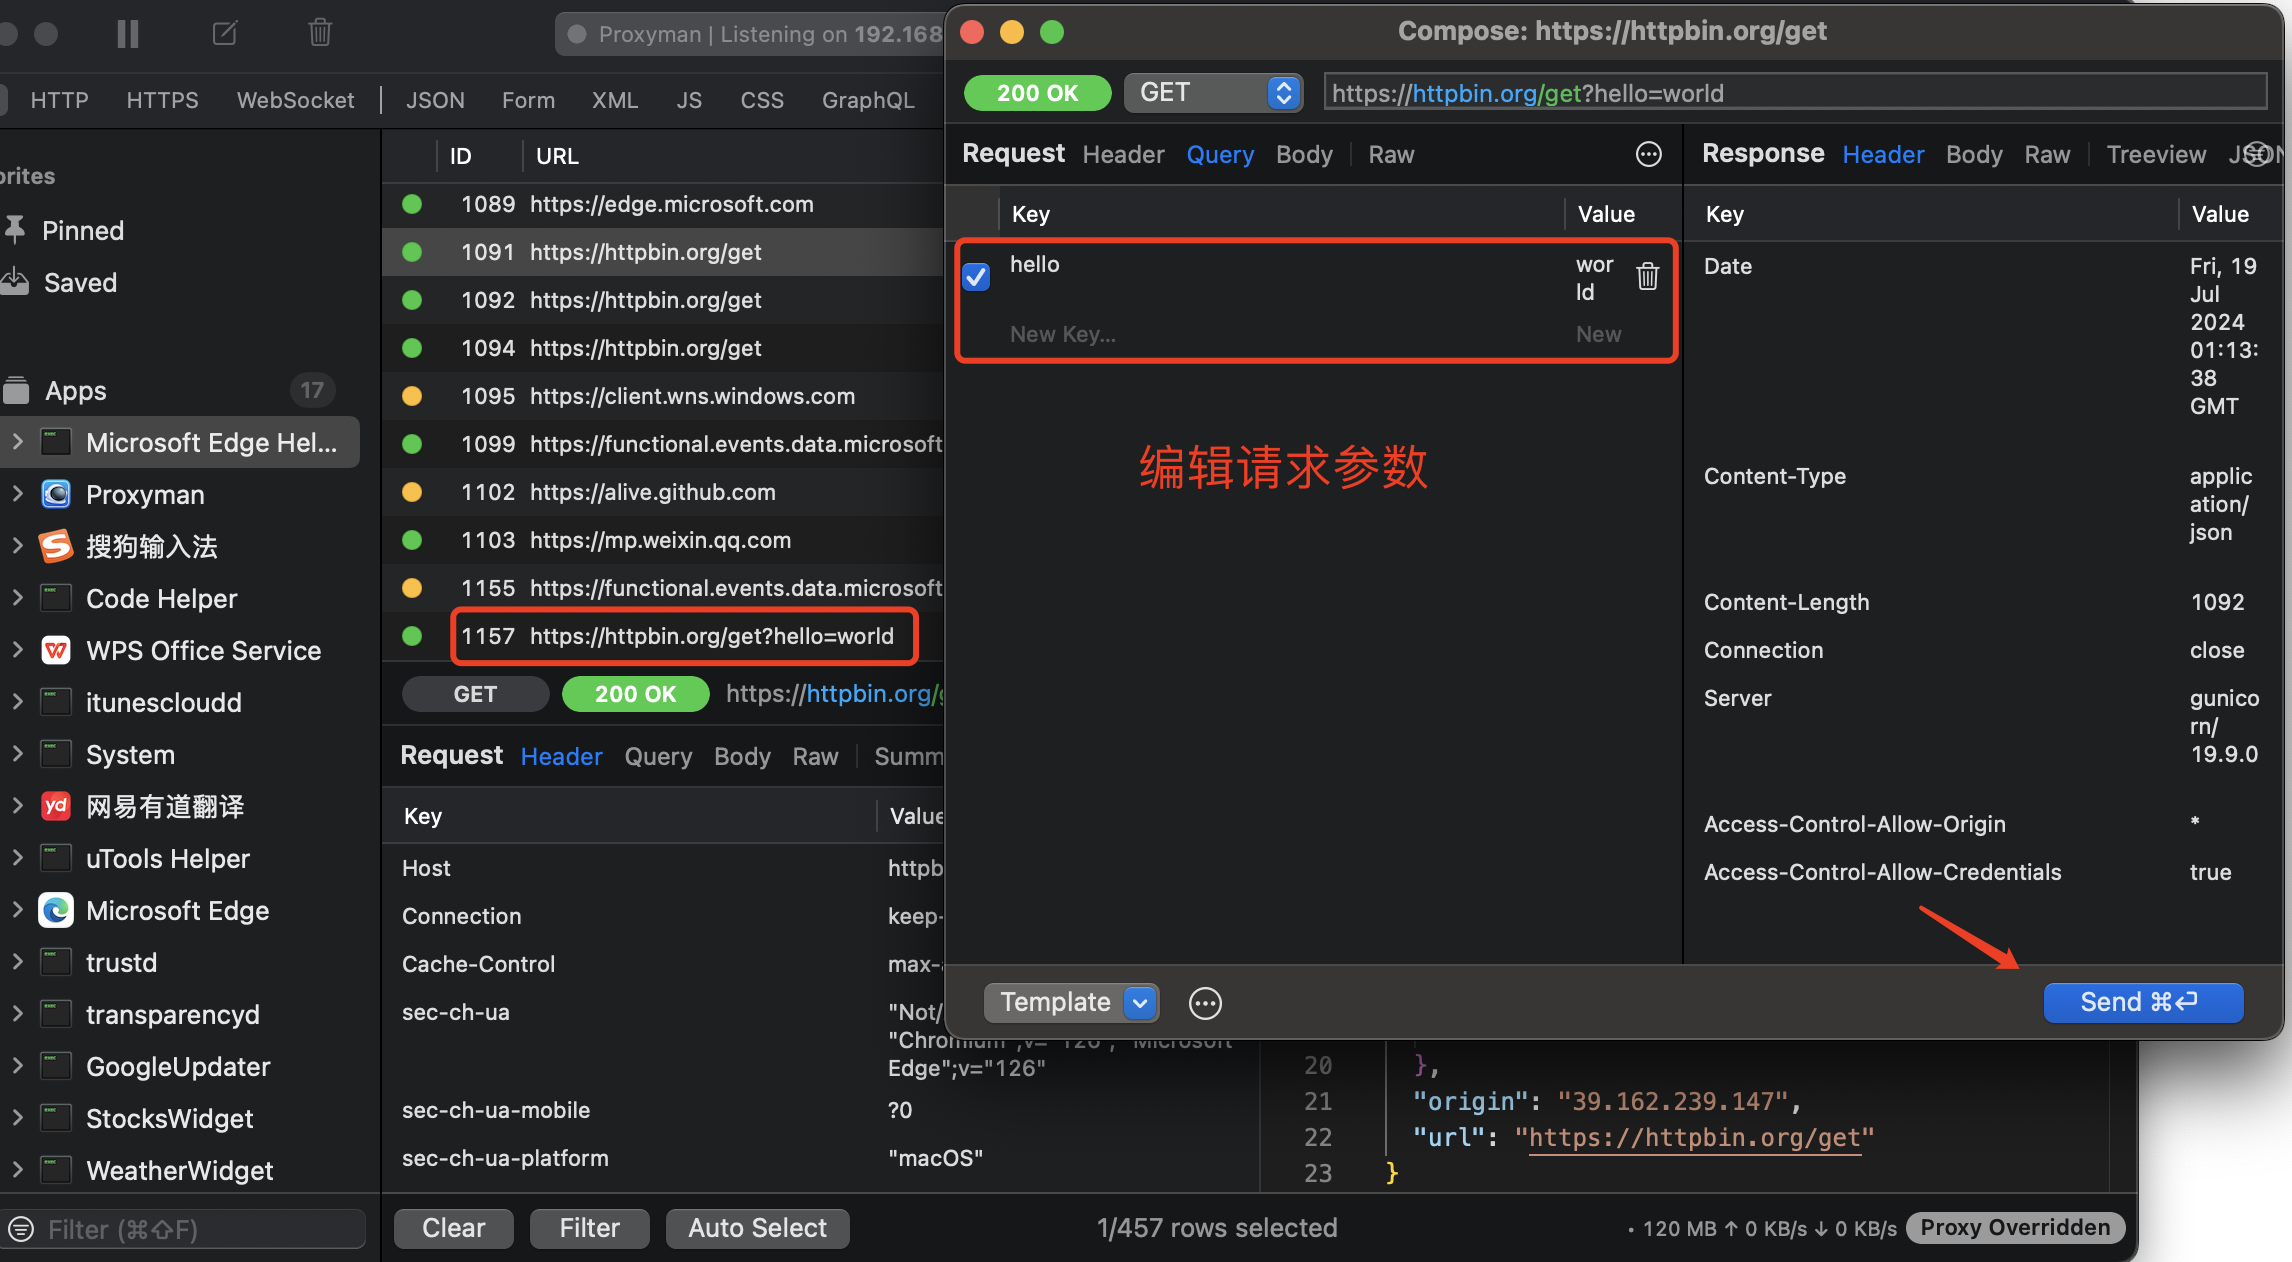 Proxyman | Listening on 192.168
HTTP HTTPS WebSocket JSON Form XML JS CSS GraphQL
orites
Pinned
Saved
Apps 17
Microsoft Edge Hel...
Proxyman
搜狗输入法
Code Helper
WPS Office Service
itunescloudd
System
网易有道翻译
uTools Helper
Microsoft Edge
trustd
transparencyd
GoogleUpdater
StocksWidget
WeatherWidget
Filter (⌘⇧F)
ID URL
1089 https://edge.microsoft.com
1091 https://httpbin.org/get
1092 https://httpbin.org/get
1094 https://httpbin.org/get
1095 https://client.wns.windows.com
1099 https://functional.events.data.microsoft
1102 https://alive.github.com
1103 https://mp.weixin.qq.com
1155 https://functional.events.data.microsoft
1157 https://httpbin.org/get?hello=world
GET 200 OK https://httpbin.org/g
Request Header Query Body Raw Summ
Key Value
Host httpb
Connection keep-
Cache-Control max-a
sec-ch-ua "Not/
"Chromium";v="126", "Microsoft
Edge";v="126"
sec-ch-ua-mobile ?0
sec-ch-ua-platform "macOS"
20 },
21 "origin": "39.162.239.147",
22 "url": "https://httpbin.org/get"
23 }
Clear Filter Auto Select 1/457 rows selected • 120 MB ↑ 0 KB/s ↓ 0 KB/s Proxy Overridden
Compose: https://httpbin.org/get
200 OK GET https://httpbin.org/get?hello=world
Request Header Query Body Raw
Key Value
hello wor
ld
New Key... New
编辑请求参数
Response Header Body Raw Treeview JSON
Key Value
Date Fri, 19
Jul
2024
01:13:
38
GMT
Content-Type applic
ation/
json
Content-Length 1092
Connection close
Server gunico
rn/
19.9.0
Access-Control-Allow-Origin *
Access-Control-Allow-Credentials true
Template Send ⌘↩